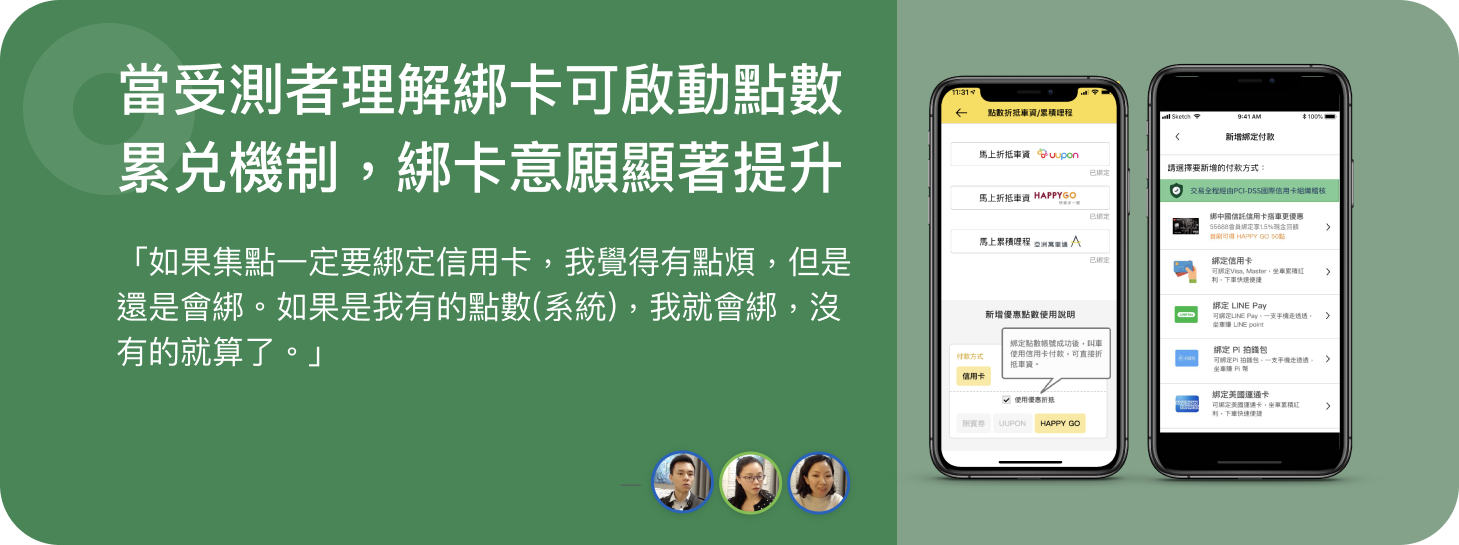 當受測者理解綁卡可啟動點數
累兑機制，綁卡意願顯著提升
「如果集點一定要綁定信用卡，我覺得有點煩，但是
還是會綁。如果是我有的點數(系統)，我就會綁，沒
有的就算了。」
11:31
點數折抵車資/累積哩程
馬上折抵車資 uupon
已綁定
馬上折抵車資 HAPPYGO
已綁定
馬上累積哩程 亞洲萬里通
已綁定
新增優惠點數使用說明
綁定點數帳號成功後，叫車
使用信用卡付款，可直接折
抵車資。
付款方式
信用卡
使用優惠折抵
UUPON
HAPPY GO
Sketch
9:41 AM
100%
新增綁定付款
請選擇要新增的付款方式：
交易全程經由PCI-DSS國際信用卡組織稽核
綁中國信託信用卡搭車更優惠
55688會員綁定享1.5%現金回饋
首刷可得 HAPPY GO 50點
綁定信用卡
可綁定Visa, Master，坐車累積紅
利，下車快速便捷
綁定 LINE Pay
可綁定LINE Pay，一支手機走透透，
坐車賺 LINE point
綁定 Pi 拍錢包
可綁定Pi 拍錢包，一支手機走透透，
坐車賺 Pi 幣
綁定美國運通卡
可綁定美國運通卡，坐車累積紅
利，下車快速便捷